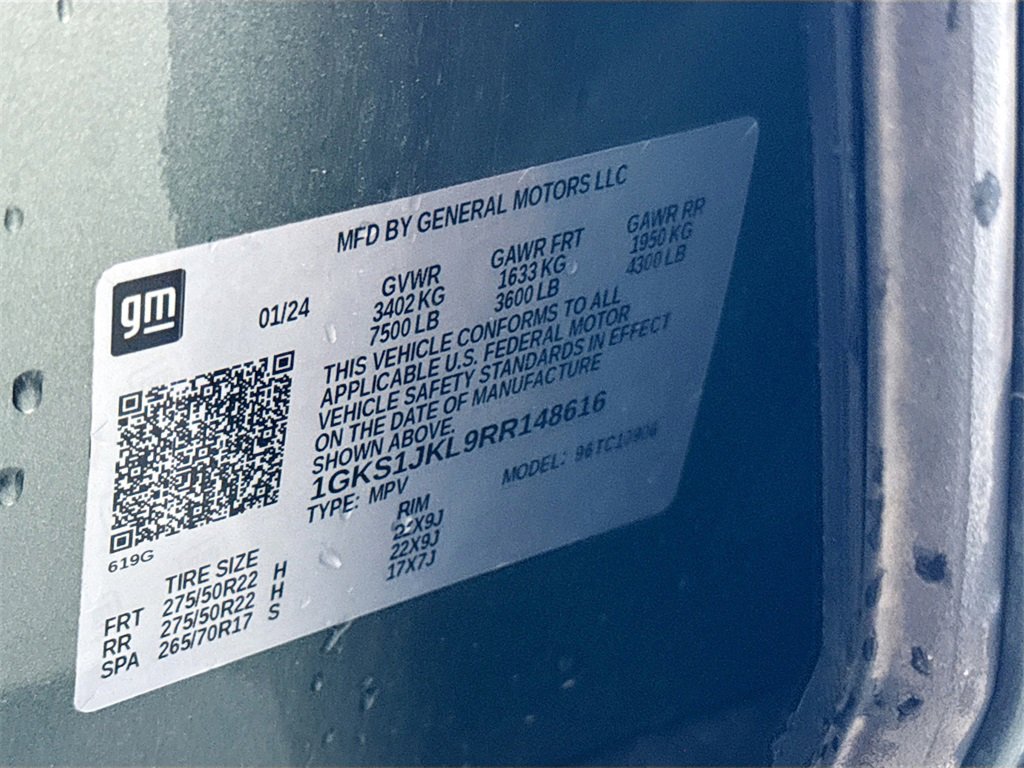 MFD BY GENERAL MOTORS LLC
gm
01/24
GVWR
3402 KG
7500 LB
GAWR FRT
1633 KG
3600 LB
GAWR RR
1950 KG
4300 LB
THIS VEHICLE CONFORMS TO ALL
APPLICABLE U.S. FEDERAL MOTOR
VEHICLE SAFETY STANDARDS IN EFFECT
ON THE DATE OF MANUFACTURE
SHOWN ABOVE.
1GKS1JKL9RR148616
TYPE: MPV
MODEL:
619G
TIRE SIZE
RIM
FRT 275/50R22 H 22X9J
RR 275/50R22 H 22X9J
SPA 265/70R17 S 17X7J